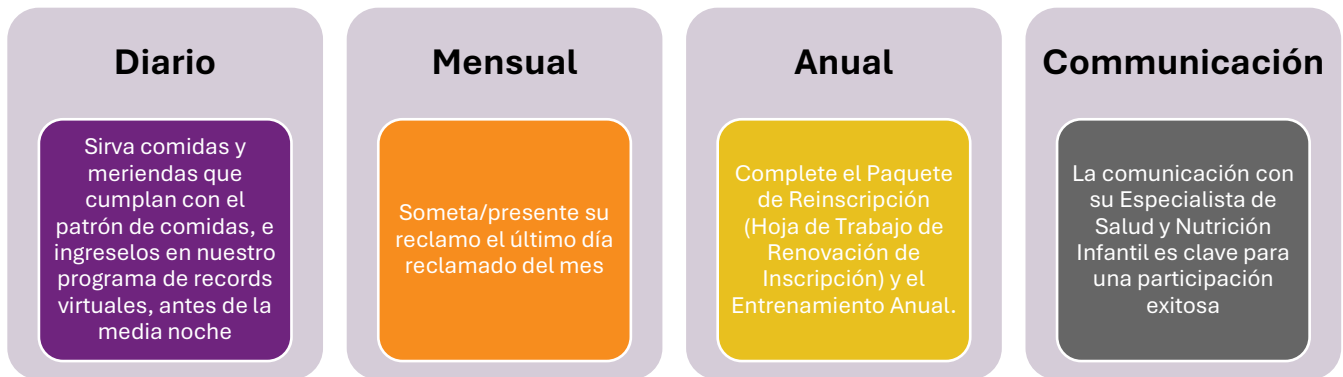 Diario
Sirva comidas y
meriendas que
cumplan con el
patrón de comidas, e
ingreselos en nuestro
programa de records
virtuales, antes de la
media noche
Mensual
Someta/presente su
reclamo el último día
reclamado del mes
Anual
Complete el Paquete
de Reinscripción
(Hoja de Trabajo de
Renovación de
Inscripción) y el
Entrenamiento Anual.
Communicación
La comunicación con
su Especialista de
Salud y Nutrición
Infantil es clave para
una participación
exitosa